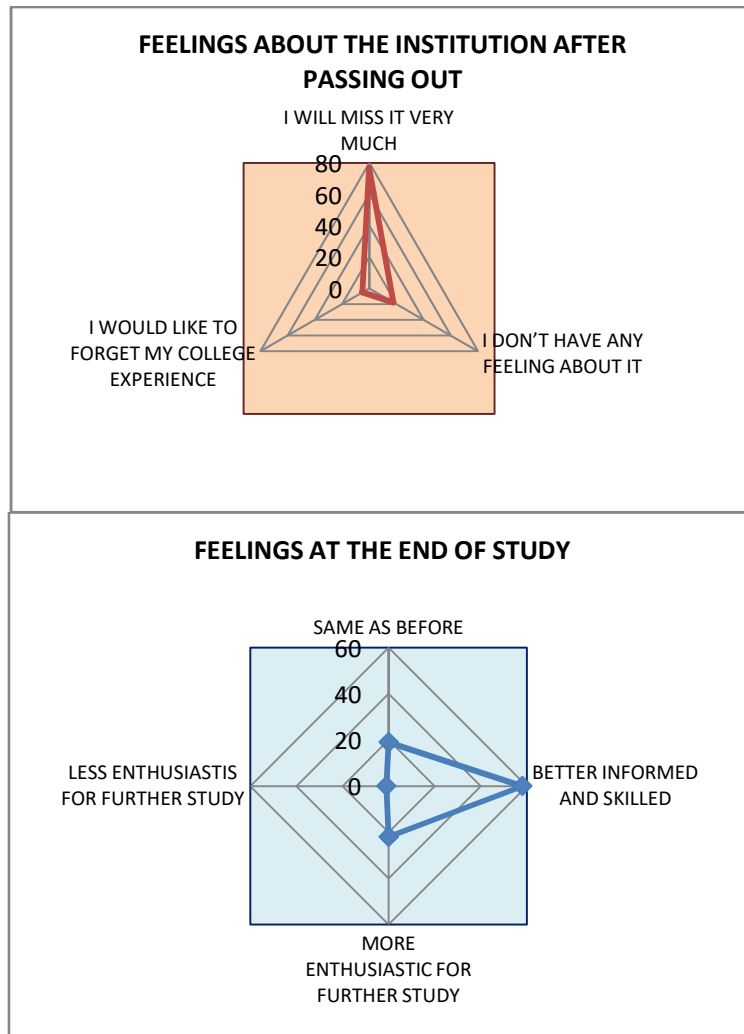 FEELINGS ABOUT THE INSTITUTION AFTER
PASSING OUT
I WILL MISS IT VERY
MUCH
80
60
40
20
0
I WOULD LIKE TO
FORGET MY COLLEGE
EXPERIENCE
I DON’T HAVE ANY
FEELING ABOUT IT
FEELINGS AT THE END OF STUDY
SAME AS BEFORE
60
40
20
0
LESS ENTHUSIASTIS
FOR FURTHER STUDY
BETTER INFORMED
AND SKILLED
MORE
ENTHUSIASTIC FOR
FURTHER STUDY